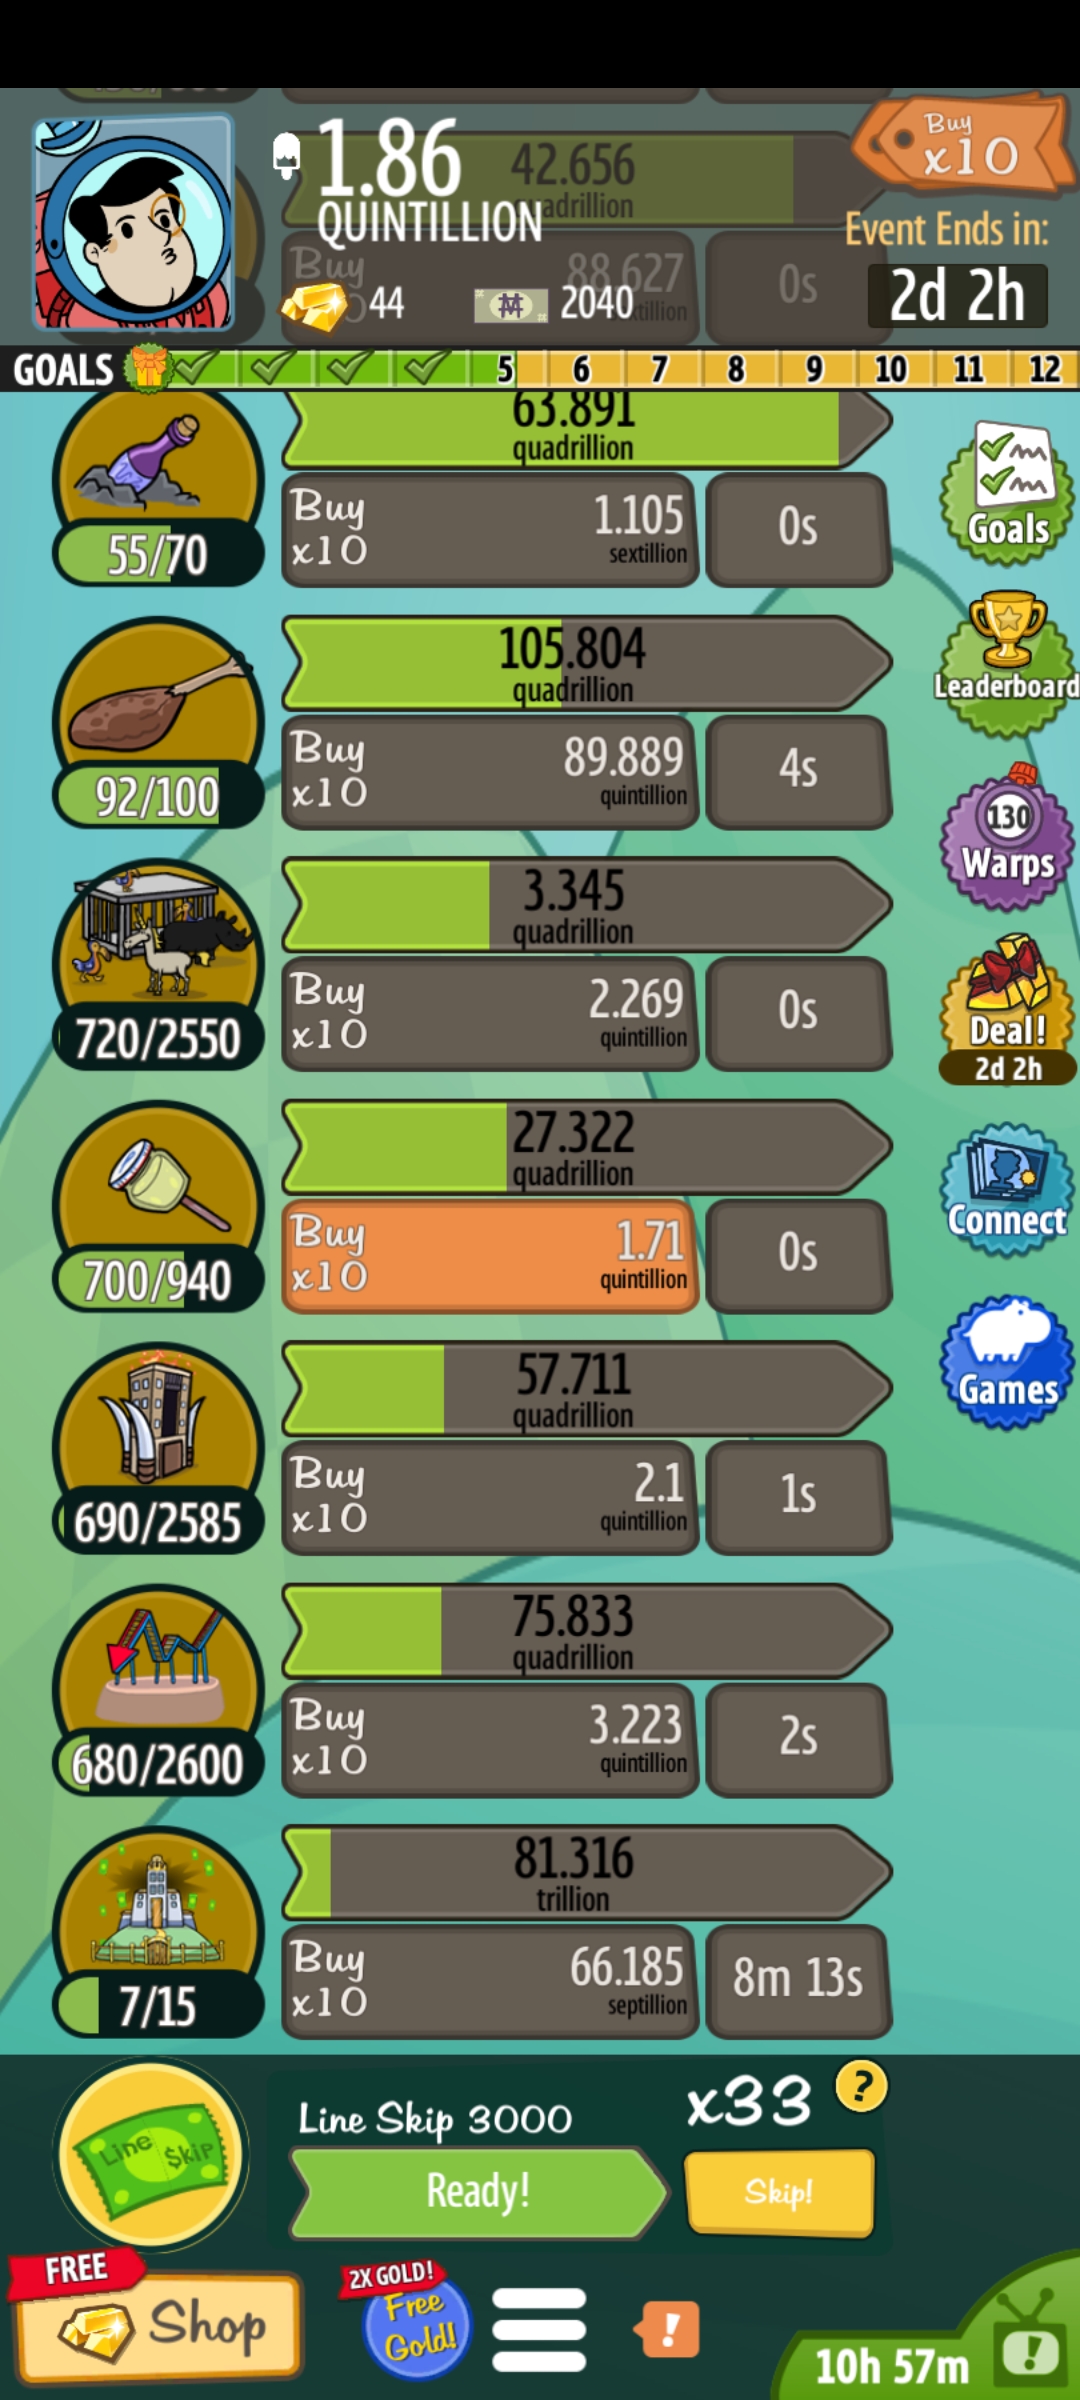 1.86
QUINTILLION
42.656
Buy
x10
Event Ends in:
2d 2h
Buy
88.627
0s
44
2040
GOALS
5
6
7
8
9
10
11
12
63.891
quadrillion
55/70
Buy
x10
1.105
sextillion
0s
Goals
105.804
quadrillion
92/100
Buy
x10
89.889
quintillion
4s
Leaderboard
130
Warps
3.345
quadrillion
720/2550
Buy
x10
2.269
quintillion
0s
Deal!
2d 2h
27.322
quadrillion
700/940
Buy
x10
1.71
quintillion
0s
Connect
57.711
quadrillion
690/2585
Buy
x10
2.1
quintillion
1s
Games
75.833
quadrillion
680/2600
Buy
x10
3.223
quintillion
2s
81.316
trillion
7/15
Buy
x10
66.185
septillion
8m 13s
Line $kip
Line Skip 3000
x33
?
Ready!
Skip!
FREE
Shop
2X GOLD!
Free
Gold!
!
10h 57m
!